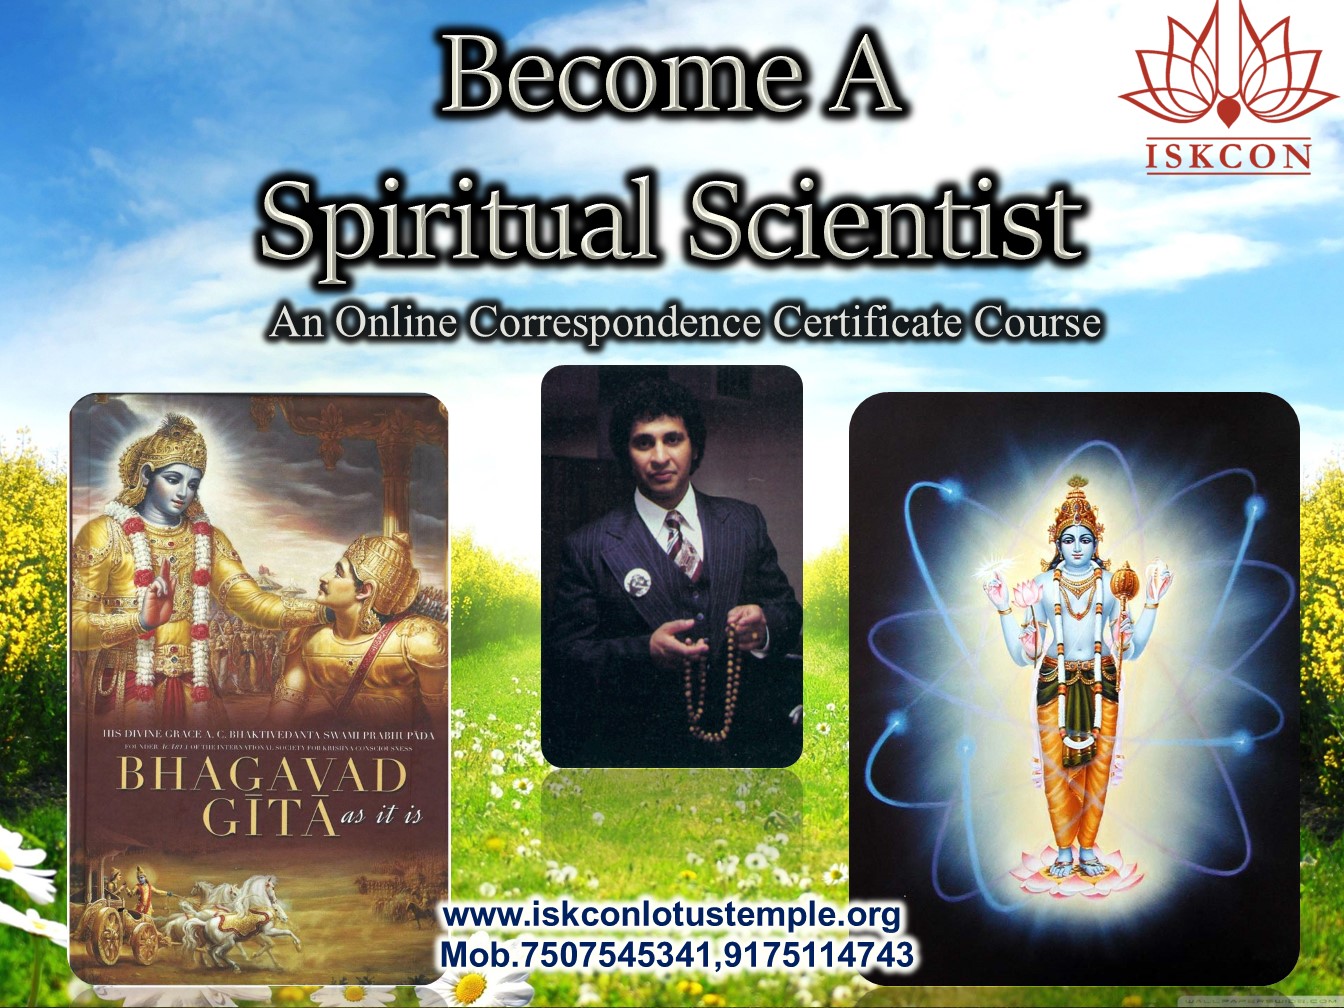 Become A
Spiritual Scientist
An Online Correspondence Certificate Course
ISKCON
HIS DIVINE GRACE A. C. BHAKTIVEDANTA SWAMI PRABHUPĀDA
FOUNDER-ĀCĀRYA OF THE INTERNATIONAL SOCIETY FOR KRISHNA CONSCIOUSNESS
BHAGAVAD
GĪTĀ as it is
www.iskconlotustemple.org
Mob.7507545341,9175114743